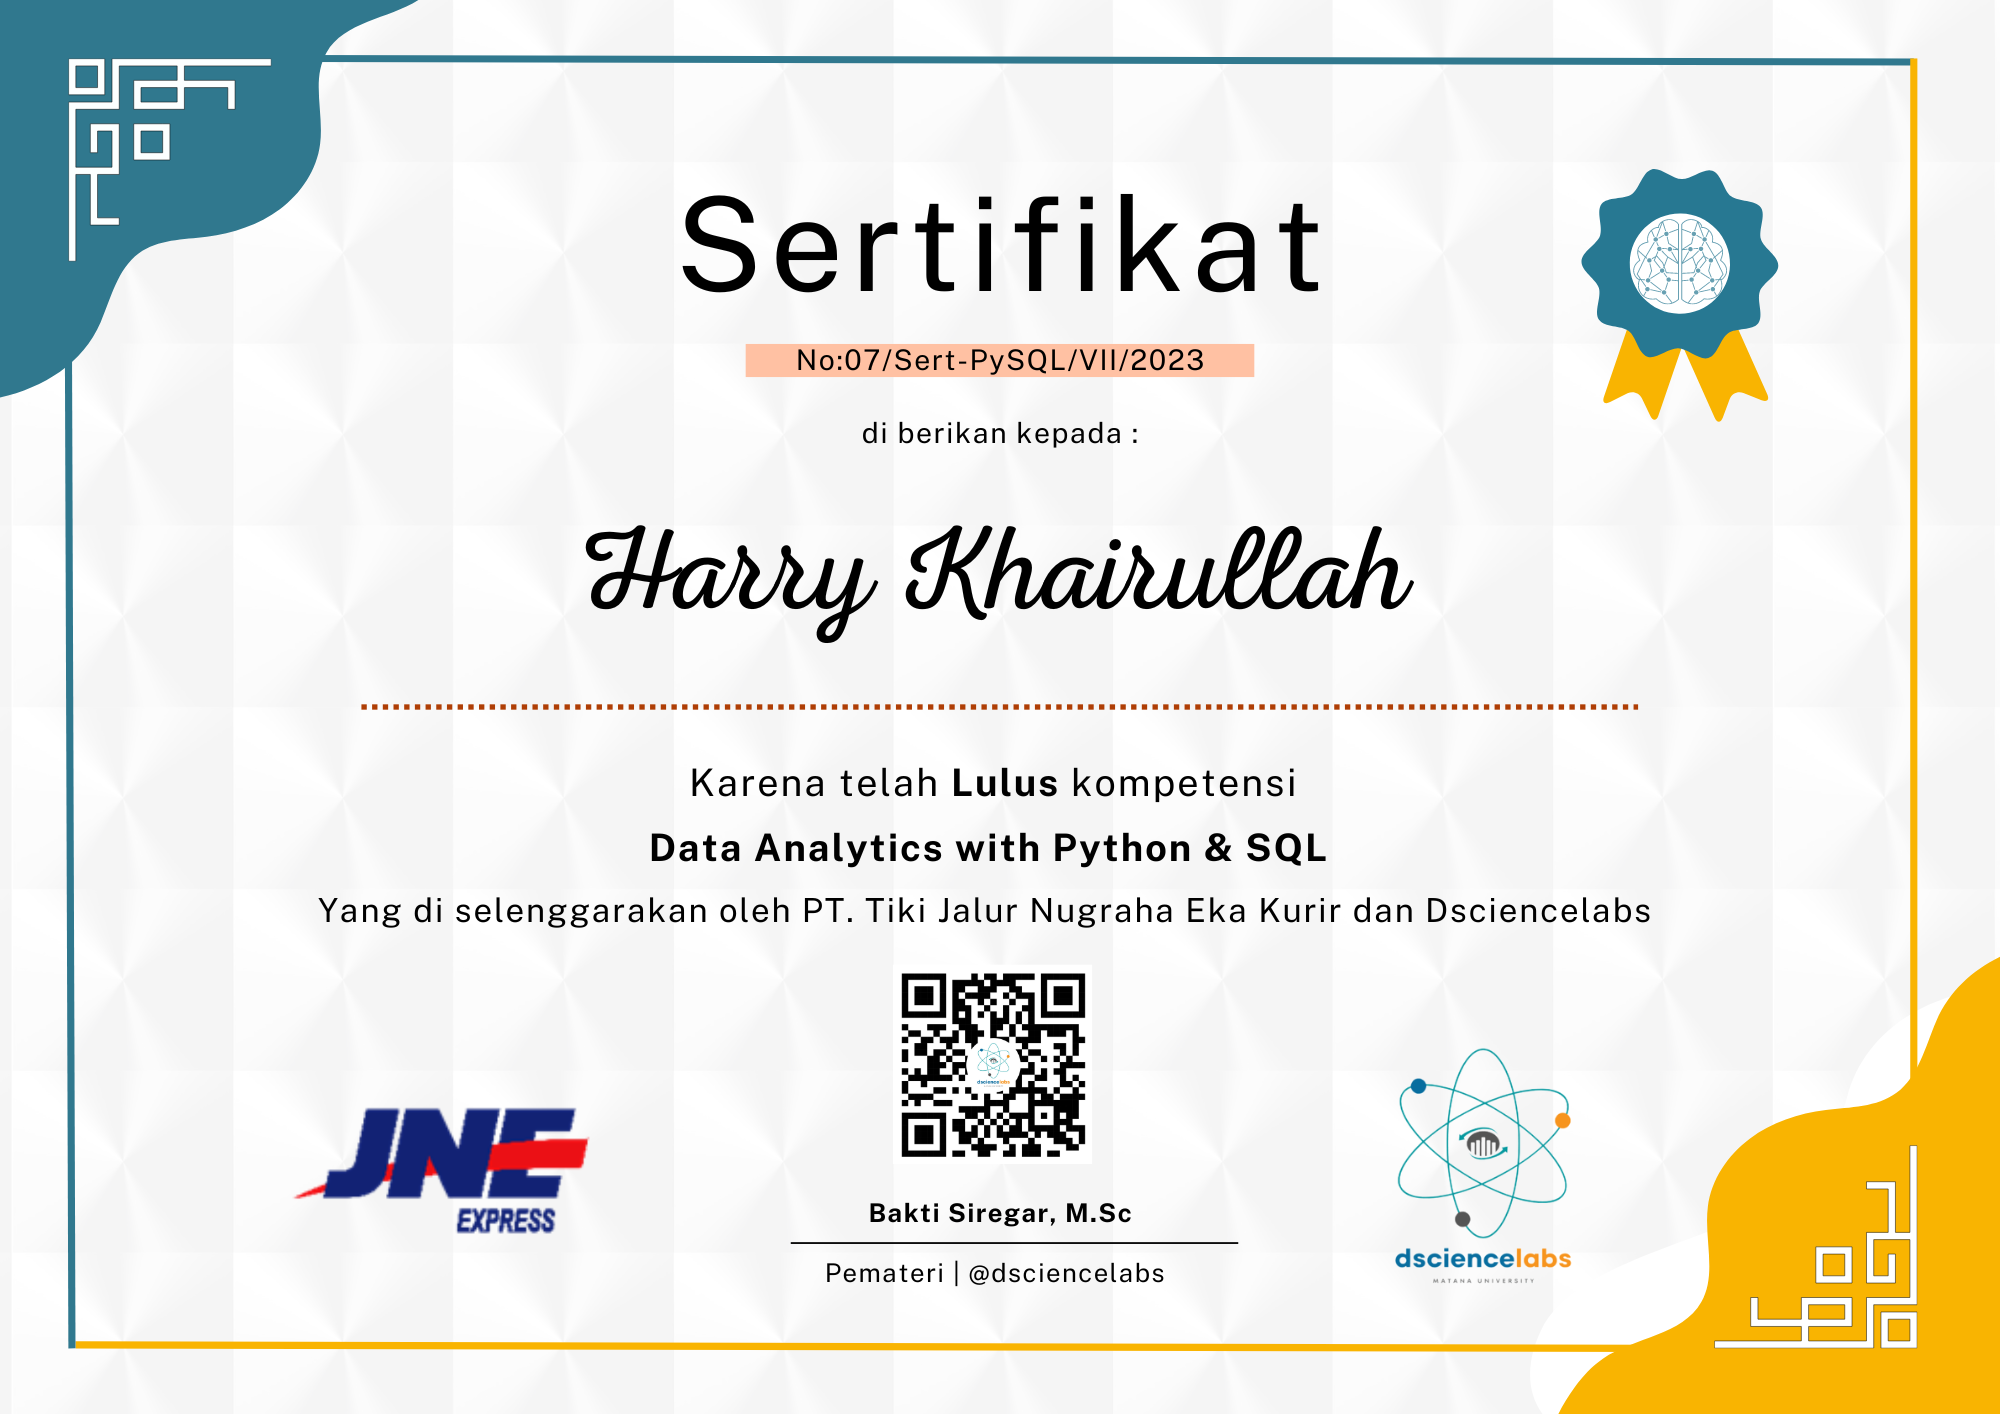 Sertifikat
No:07/Sert-PySQL/VII/2023
di berikan kepada :
Harry Khairullah
Karena telah Lulus kompetensi
Data Analytics with Python & SQL
Yang di selenggarakan oleh PT. Tiki Jalur Nugraha Eka Kurir dan Dsciencelabs
JNE
EXPRESS
dsciencelabs
Bakti Siregar, M.Sc
Pemateri | @dsciencelabs
dsciencelabs
MATANA UNIVERSITY